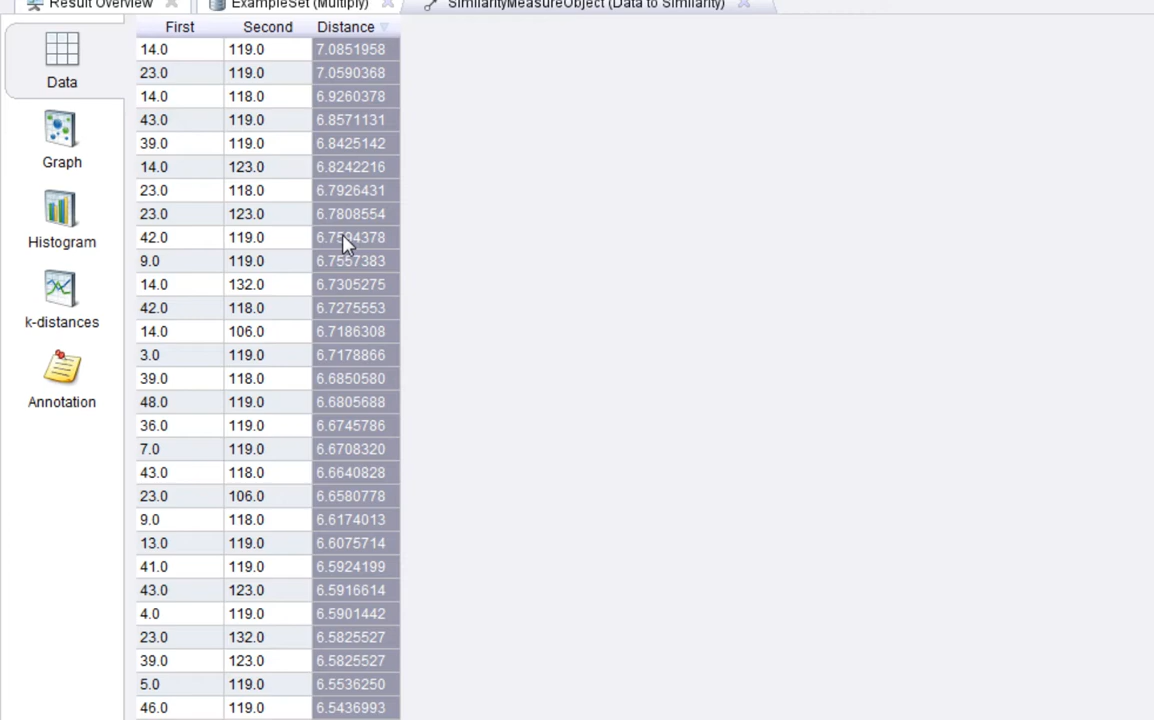 Result Overview ExampleSet (Multiply) SimilarityMeasureObject (Data to Similarity)
First Second Distance
14.0 119.0 7.0851958
23.0 119.0 7.0590368
14.0 118.0 6.9260378
43.0 119.0 6.8571131
39.0 119.0 6.8425142
14.0 123.0 6.8242216
23.0 118.0 6.7926431
23.0 123.0 6.7808554
42.0 119.0 6.7594378
9.0 119.0 6.7557383
14.0 132.0 6.7305275
42.0 118.0 6.7275553
14.0 106.0 6.7186308
3.0 119.0 6.7178866
39.0 118.0 6.6850580
48.0 119.0 6.6805688
36.0 119.0 6.6745786
7.0 119.0 6.6708320
43.0 118.0 6.6640828
23.0 106.0 6.6580778
9.0 118.0 6.6174013
13.0 119.0 6.6075714
41.0 119.0 6.5924199
43.0 123.0 6.5916614
4.0 119.0 6.5901442
23.0 132.0 6.5825527
39.0 123.0 6.5825527
5.0 119.0 6.5536250
46.0 119.0 6.5436993
Data
Graph
Histogram
k-distances
Annotation